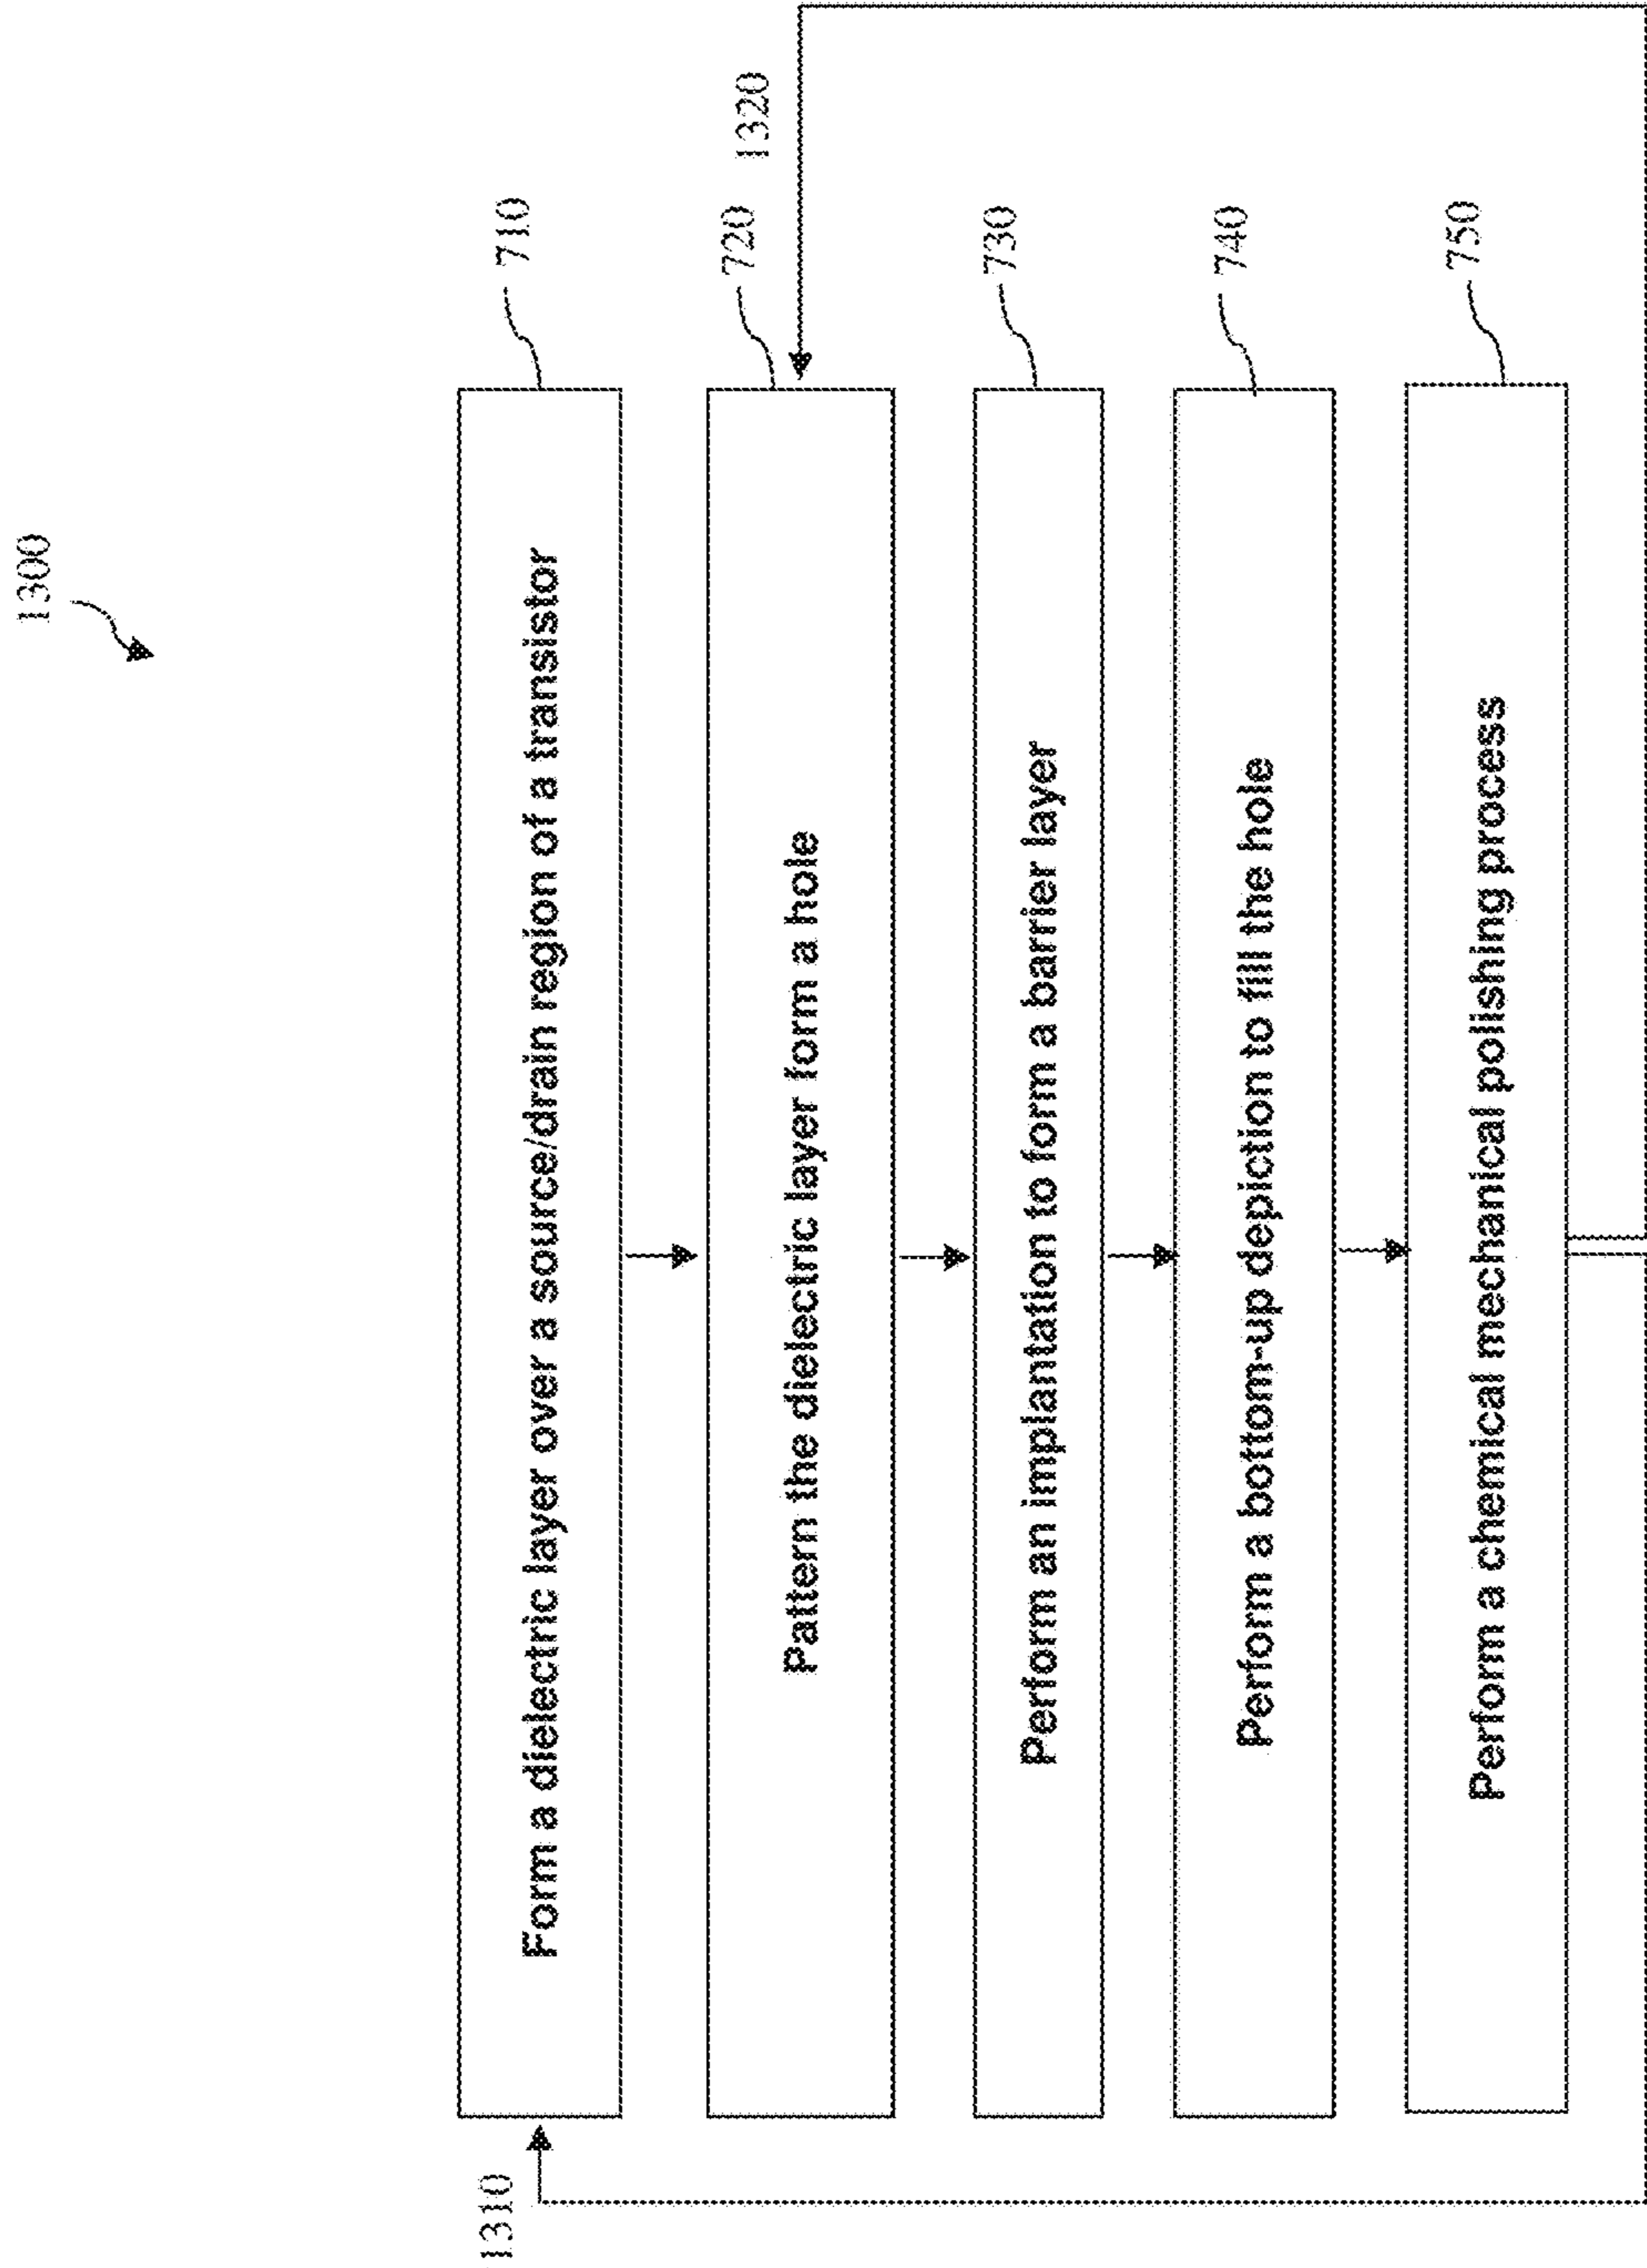 1300
Form a dielectric layer over a source/drain region of a transistor
710
1310
Pattern the dielectric layer form a hole
720
1320
Perform an implantation to form a barrier layer
730
Perform a bottom-up depiction to fill the hole
740
Perform a chemical mechanical polishing process
750